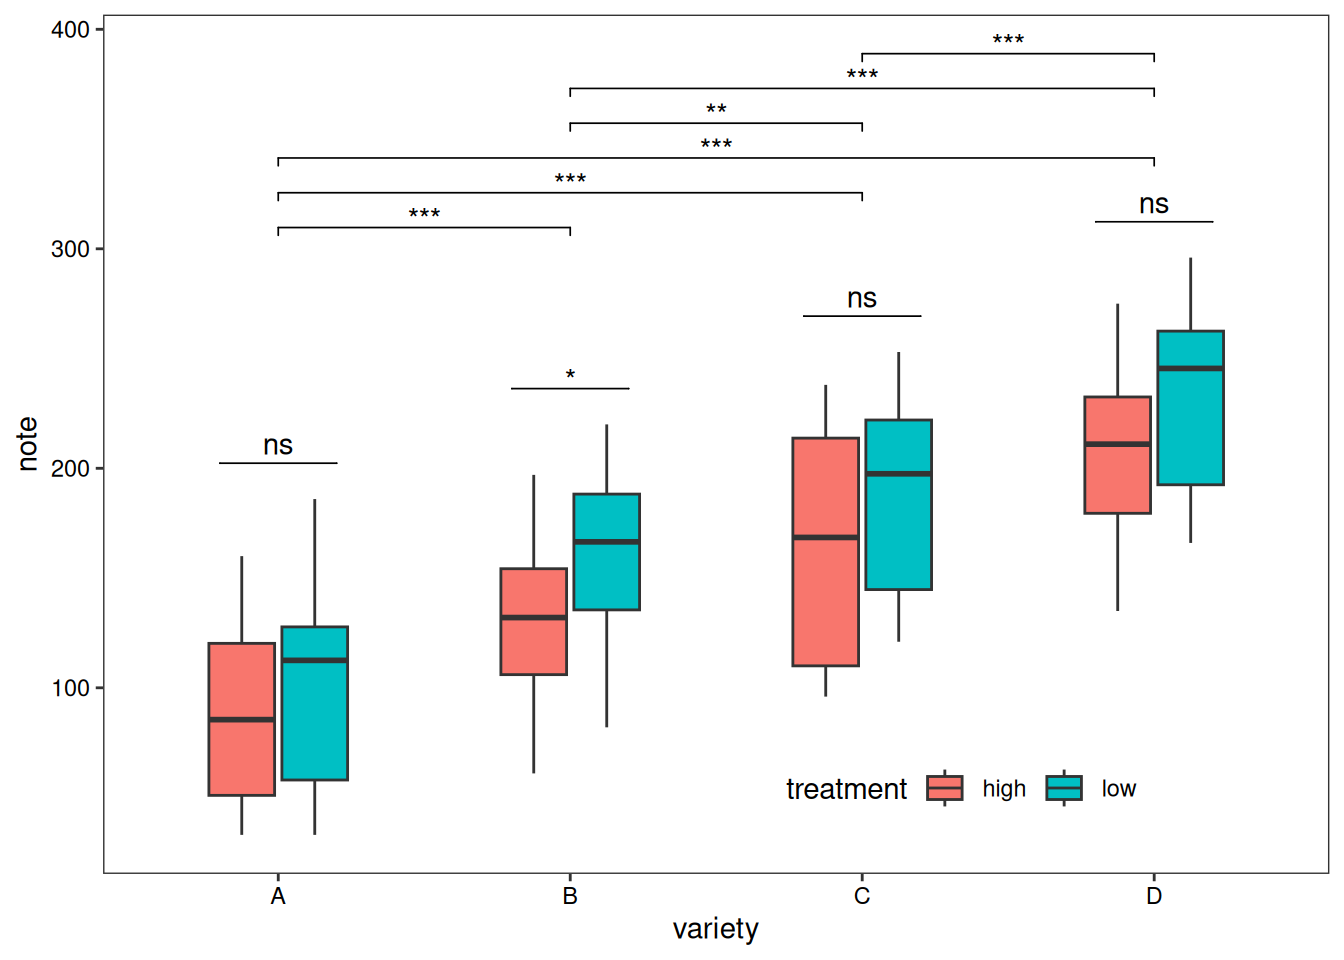 400
***
***
**
***
***
***
ns
300
ns
*
note
ns
200
100
treatment high low
A B C D
variety